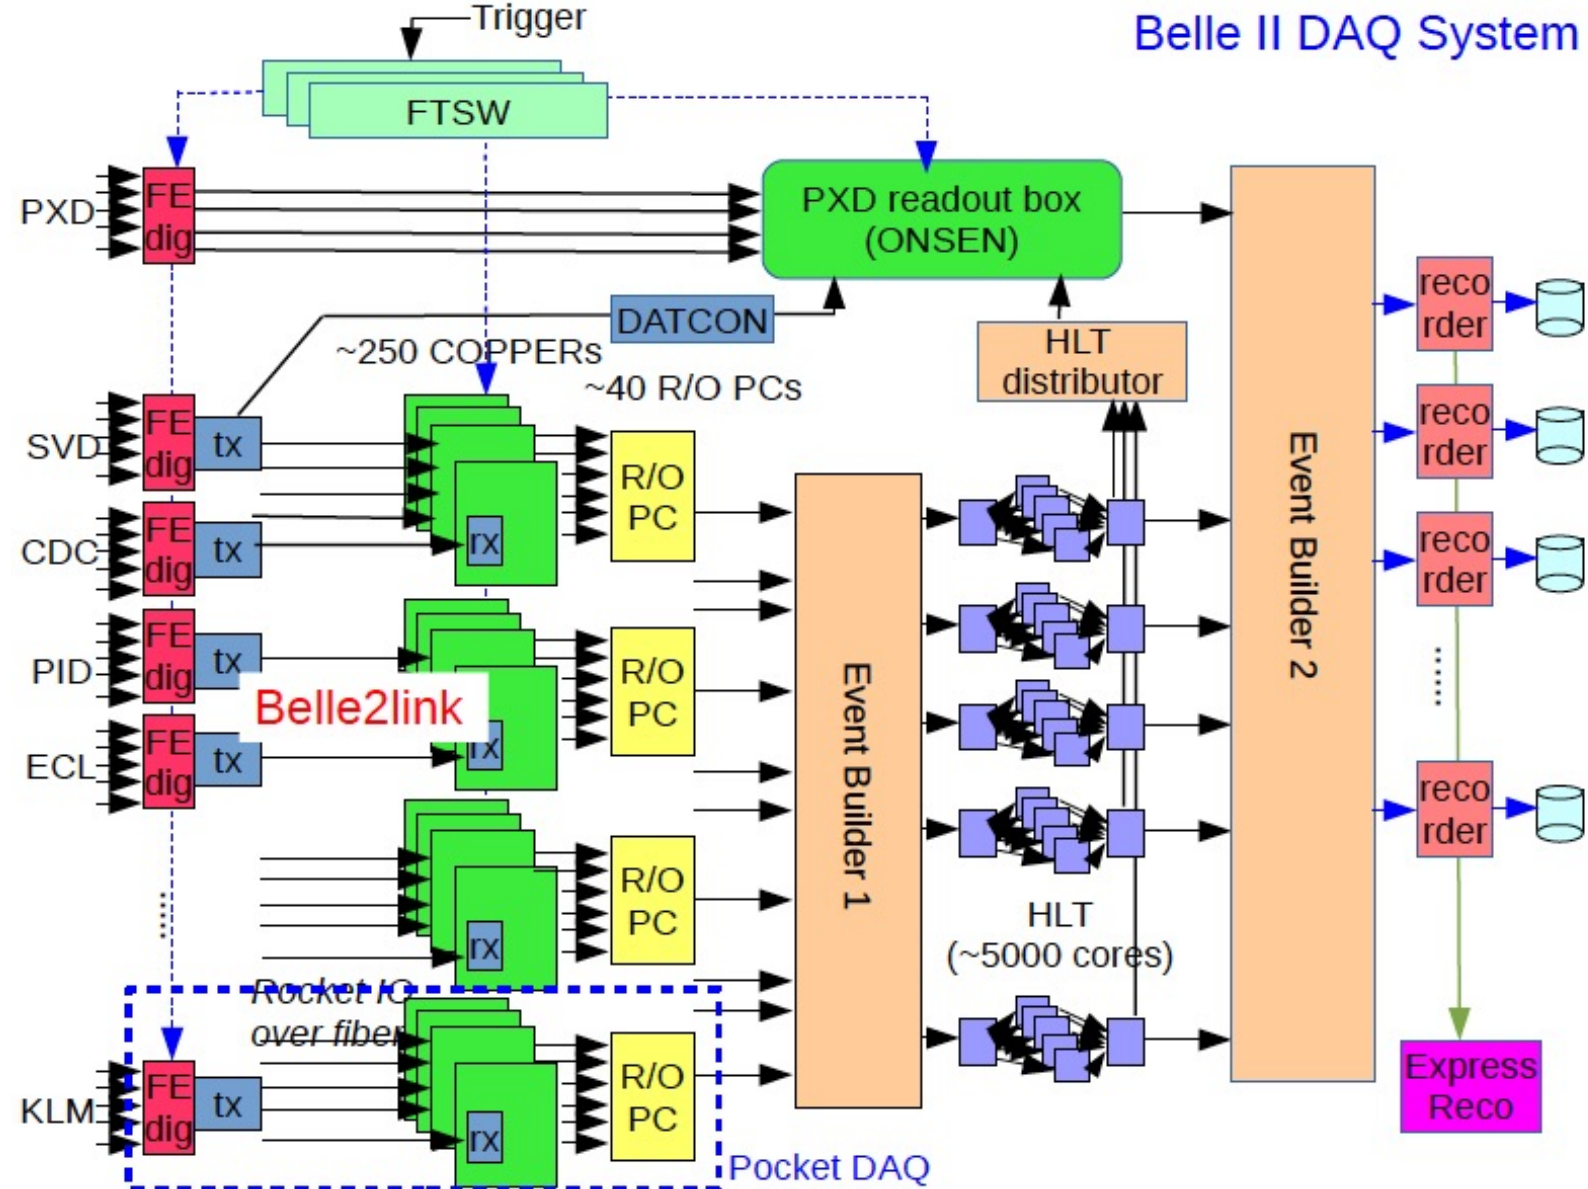 Trigger
Belle II DAQ System
FTSW
PXD
FE
dig
PXD readout box
(ONSEN)
DATCON
~250 COPPERs
~40 R/O PCs
HLT
distributor
SVD
FE
dig
tx
rx
R/O
PC
CDC
FE
dig
tx
PID
FE
dig
tx
Belle2link
rx
R/O
PC
ECL
FE
dig
tx
rx
R/O
PC
Event Builder 1
HLT
(~5000 cores)
Event Builder 2
reco
rder
reco
rder
reco
rder
......
reco
rder
Express
Reco
......
Rocket IO
over fiber
KLM
FE
dig
tx
rx
R/O
PC
Pocket DAQ